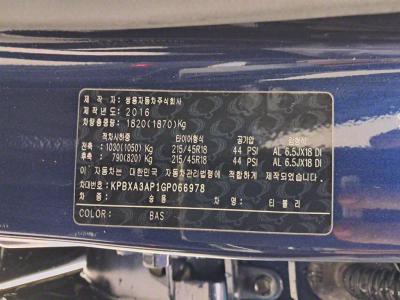 제 작 자 : 쌍용자동차주식회사
제작년도 : 2016
차량총중량 : 1820(1870)Kg
적차시하중 타이어형식 공기압 림형식
전축 : 1030(1050) Kg 215/45R18 44 PSI AL 6.5JX18 DI
후축 : 790(820) Kg 215/45R18 44 PSI AL 6.5JX18 DI
이 자동차는 대한민국 자동차관리법령에 적합하게 제작되었습니다.
차대번호 : KPBXA3AP1GP066978
차 종 : 승 용 차 명 : 티 볼 리
COLOR : BAS